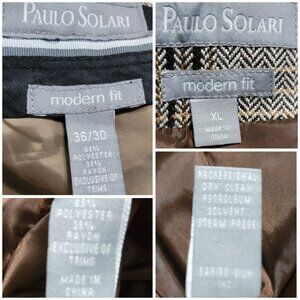 PAULO SOLARI
modern fit
36/30
65%
POLYESTER
35%
RAYON
EXCLUSIVE OF
TRIMS
PAULO SOLARI
modern fit
XL
MADE IN
CHINA
65%
POLYESTER
35%
RAYON
EXCLUSIVE OF
TRIMS
MADE IN
CHINA
PROFESSIONAL
DRY CLEAN
PETROLEUM
SOLVENT
STEAM PRESS
INC.